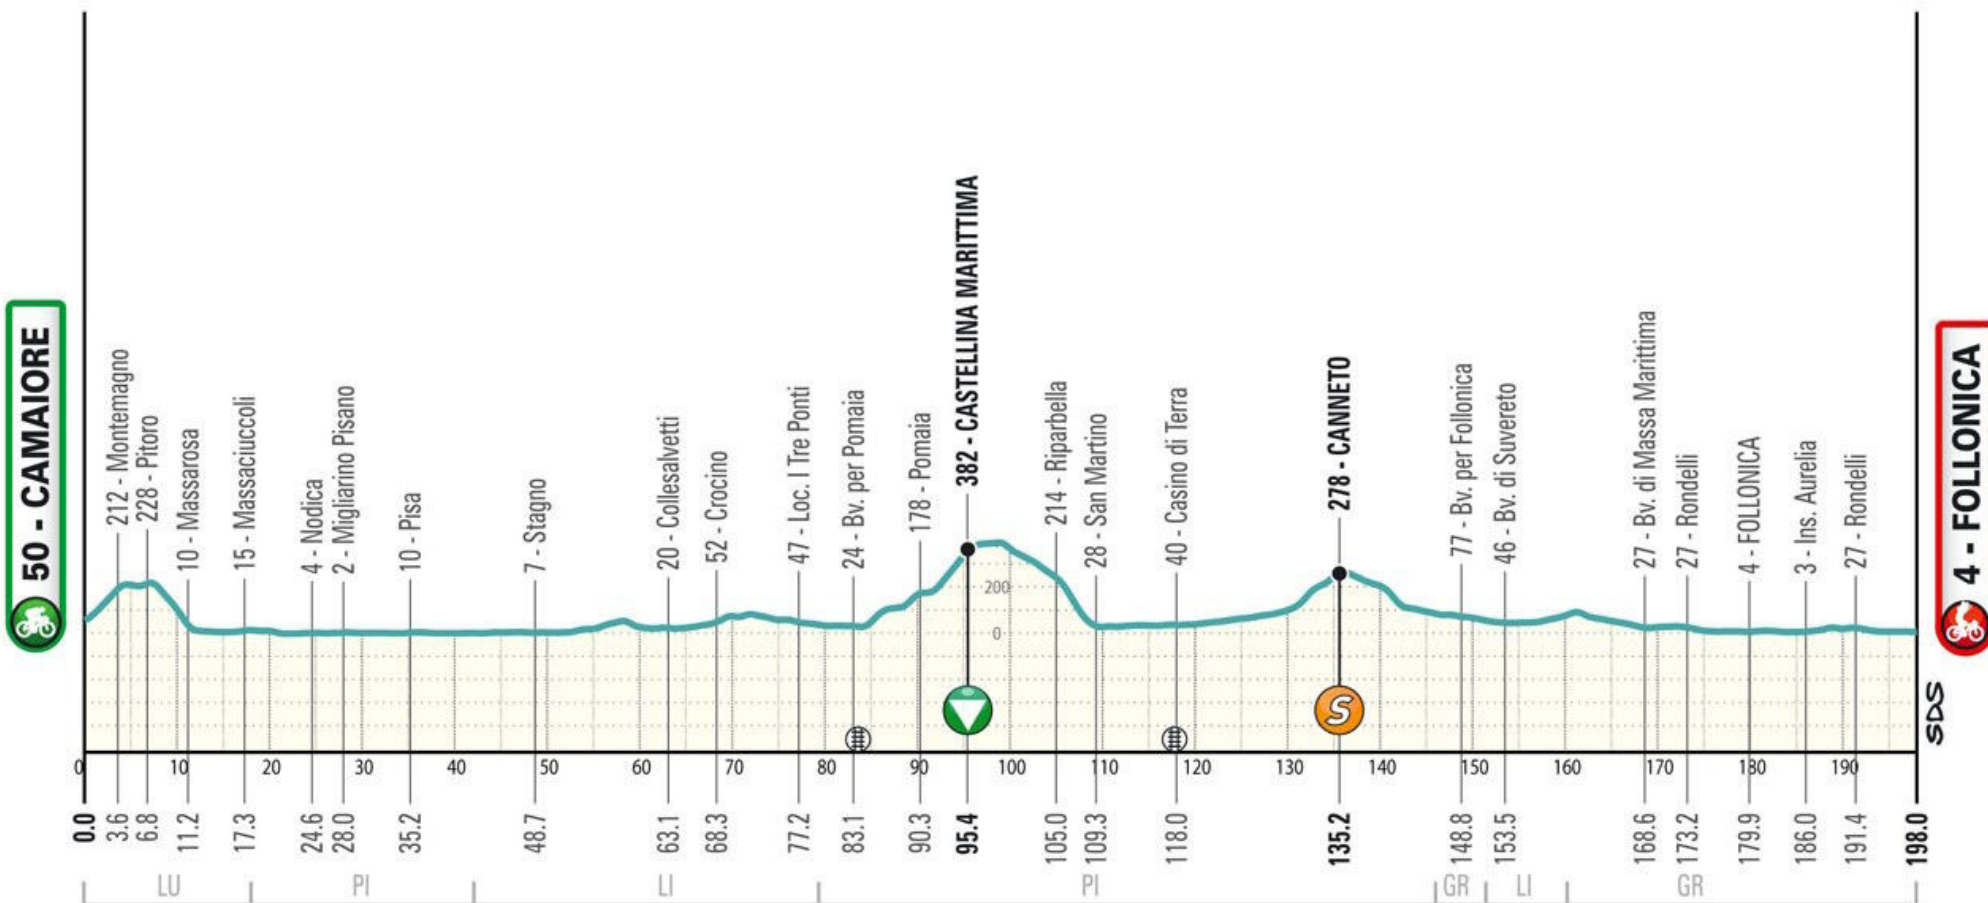 50 - CAMAIORE
212 - Montemagno
228 - Pitoro
10 - Massarosa
15 - Massaciuccoli
4 - Nodica
2 - Migliarino Pisano
10 - Pisa
7 - Stagno
20 - Collesalvetti
52 - Crocino
47 - Loc. I Tre Ponti
24 - Bv. per Pomaia
178 - Pomaia
382 - CASTELLINA MARITTIMA
214 - Riparbella
28 - San Martino
40 - Casino di Terra
278 - CANNETO
77 - Bv. per Follonica
46 - Bv. di Suvereto
27 - Bv. di Massa Marittima
27 - Rondelli
4 - FOLLONICA
3 - Ins. Aurelia
27 - Rondelli
4 - FOLLONICA
200
0
S
SDS
0 10 20 30 40 50 60 70 80 90 100 110 120 130 140 150 160 170 180 190
0.0 3.6 6.8 11.2 17.3 24.6 28.0 35.2 48.7 63.1 68.3 77.2 83.1 90.3 95.4 105.0 109.3 118.0 135.2 148.8 153.5 168.6 173.2 179.9 186.0 191.4 198.0
LU PI LI PI GR LI GR